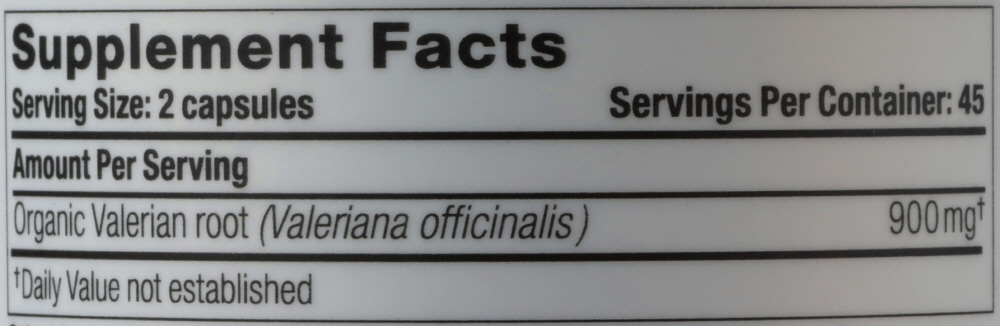 Supplement Facts
Serving Size: 2 capsules Servings Per Container: 45
Amount Per Serving
Organic Valerian root (Valeriana officinalis) 900mg†
†Daily Value not established